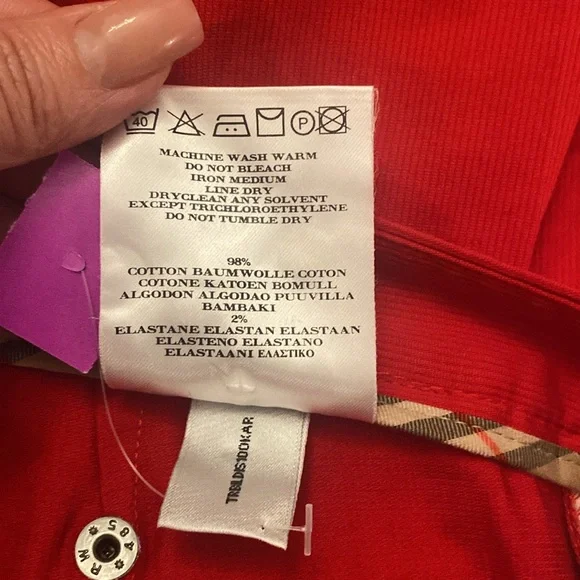 40
P
MACHINE WASH WARM
DO NOT BLEACH
IRON MEDIUM
LINE DRY
DRYCLEAN ANY SOLVENT
EXCEPT TRICHLOROETHYLENE
DO NOT TUMBLE DRY
98%
COTTON BAUMWOLLE COTON
COTONE KATOEN BOMULL
ALGODON ALGODAO PUUVILLA
BAMBAKI
2%
ELASTANE ELASTAN ELASTAAN
ELASTENO ELASTANO
ELASTAANI ΕΛΑΣΤΙΚΟ
RM 485